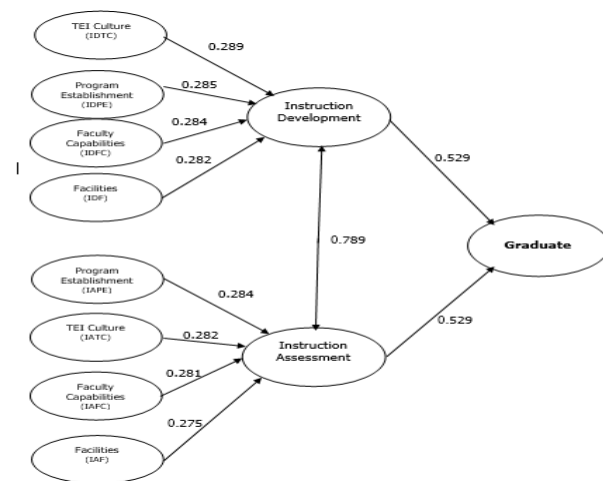 TEI Culture
(IDTC)
0.289
Program
Establishment
(IDPE)
0.285
Faculty
Capabilities
(IDFC)
0.284
Facilities
(IDF)
0.282
Instruction
Development
0.529
0.789
Graduate
Program
Establishment
(IAPE)
0.284
TEI Culture
(IATC)
0.282
Faculty
Capabilities
(IAFC)
0.281
Facilities
(IAF)
0.275
Instruction
Assessment
0.529